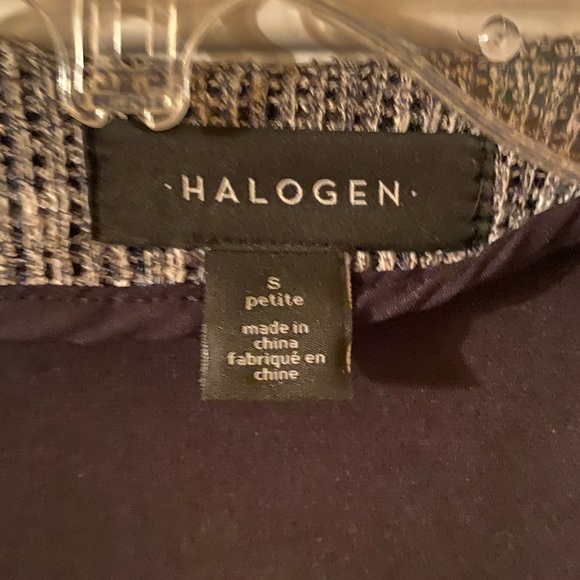 ·HALOGEN·
S
petite
made in
china
fabriqué en
chine